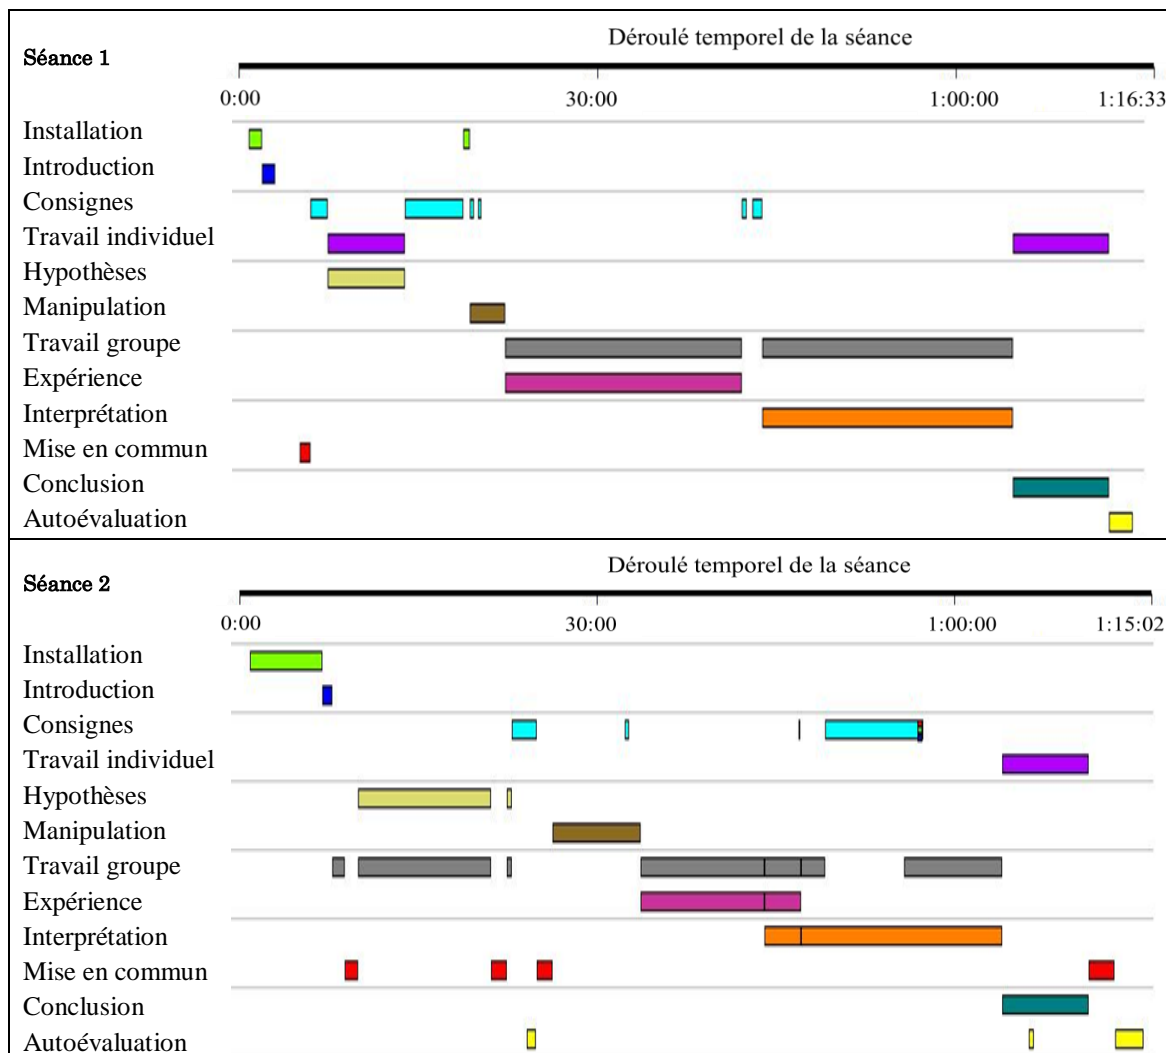 Déroulé temporel de la séance
Séance 1
0:00 30:00 1:00:00 1:16:33
Installation
Introduction
Consignes
Travail individuel
Hypothèses
Manipulation
Travail groupe
Expérience
Interprétation
Mise en commun
Conclusion
Autoévaluation
Déroulé temporel de la séance
Séance 2
0:00 30:00 1:00:00 1:15:02
Installation
Introduction
Consignes
Travail individuel
Hypothèses
Manipulation
Travail groupe
Expérience
Interprétation
Mise en commun
Conclusion
Autoévaluation